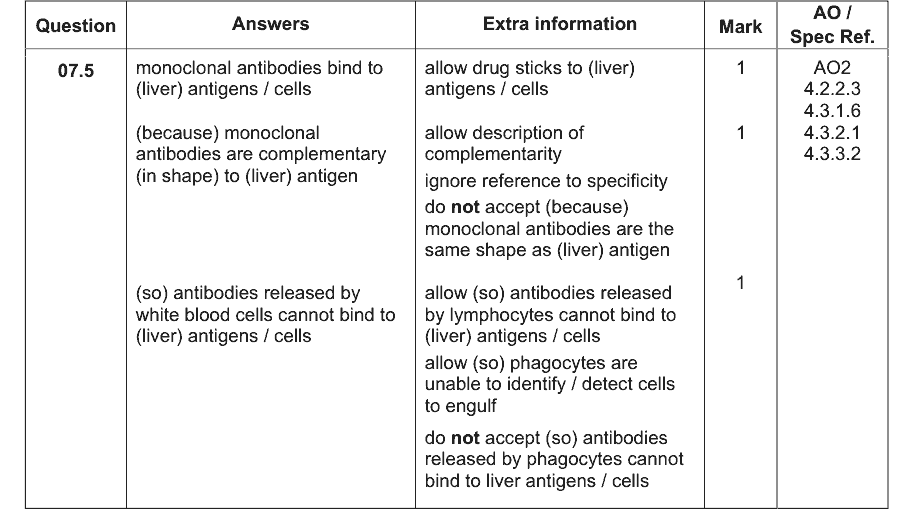 Question
Answers
Extra information
Mark
AO /
Spec Ref.
07.5
monoclonal antibodies bind to
(liver) antigens / cells
allow drug sticks to (liver)
antigens / cells
1
AO2
4.2.2.3
4.3.1.6
4.3.2.1
4.3.3.2
(because) monoclonal
antibodies are complementary
(in shape) to (liver) antigen
allow description of
complementarity
ignore reference to specificity
do not accept (because)
monoclonal antibodies are the
same shape as (liver) antigen
1
(so) antibodies released by
white blood cells cannot bind to
(liver) antigens / cells
allow (so) antibodies released
by lymphocytes cannot bind to
(liver) antigens / cells
allow (so) phagocytes are
unable to identify / detect cells
to engulf
do not accept (so) antibodies
released by phagocytes cannot
bind to liver antigens / cells
1